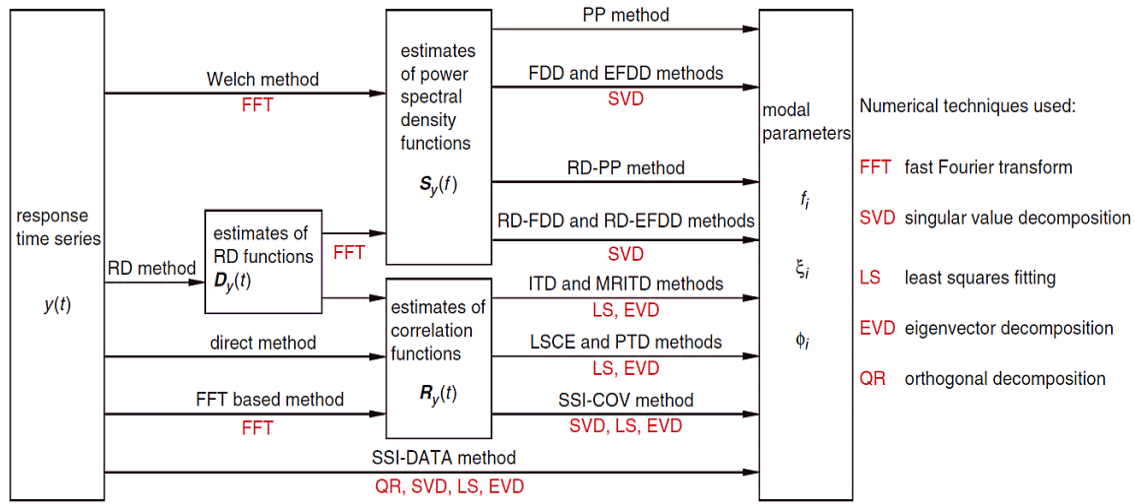 response
time series
y(t)
Welch method
FFT
RD method
estimates of
RD functions
D_y(t)
FFT
direct method
FFT based method
FFT
SSI-DATA method
QR, SVD, LS, EVD
estimates
of power
spectral
density
functions
S_y(f)
estimates of
correlation
functions
R_y(t)
PP method
FDD and EFDD methods
SVD
RD-PP method
RD-FDD and RD-EFDD methods
SVD
ITD and MRITD methods
LS, EVD
LSCE and PTD methods
LS, EVD
SSI-COV method
SVD, LS, EVD
modal
parameters
f_i
ξ_i
ϕ_i
Numerical techniques used:
FFT fast Fourier transform
SVD singular value decomposition
LS least squares fitting
EVD eigenvector decomposition
QR orthogonal decomposition